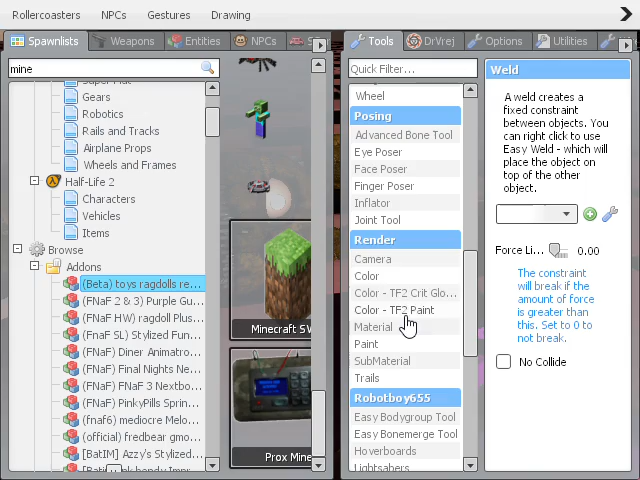 Rollercoasters NPCs Gestures Drawing
Spawnlists Weapons Entities NPCs
Tools DrVrej Options Utilities
mine
Quick Filter...
Gears
Robotics
Rails and Tracks
Airplane Props
Wheels and Frames
Half-Life 2
Characters
Vehicles
Items
Browse
Addons
(Beta) toys ragdolls re...
(FNaF 2 & 3) Purple Gu...
(FNaF HW) ragdoll Plus...
(FNaF SL) Stylized Fun...
(FNaF) Diner Animatro...
(FNaF) Final Nights Ne...
(FNaF) FNaF 3 Nextbo...
(FNaF) PinkyPills Sprin...
(fnaf6) mediocre Melo...
(official) fredbear gmo...
[BatIM] Azzy's Stylized...
Minecraft SW
Prox Mine
Wheel
Posing
Advanced Bone Tool
Eye Poser
Face Poser
Finger Poser
Inflator
Joint Tool
Render
Camera
Color
Color - TF2 Crit Glo...
Color - TF2 Paint
Material
Paint
SubMaterial
Trails
Robotboy655
Easy Bodygroup Tool
Easy Bonemerge Tool
Hoverboards
Lightsabers
Weld
A weld creates a
fixed constraint
between objects. You
can right click to use
Easy Weld - which will
place the object on
top of the other
object.
Force Li... 0.00
The constraint
will break if the
amount of
force is
greater than
this. Set to 0 to
not break.
No Collide